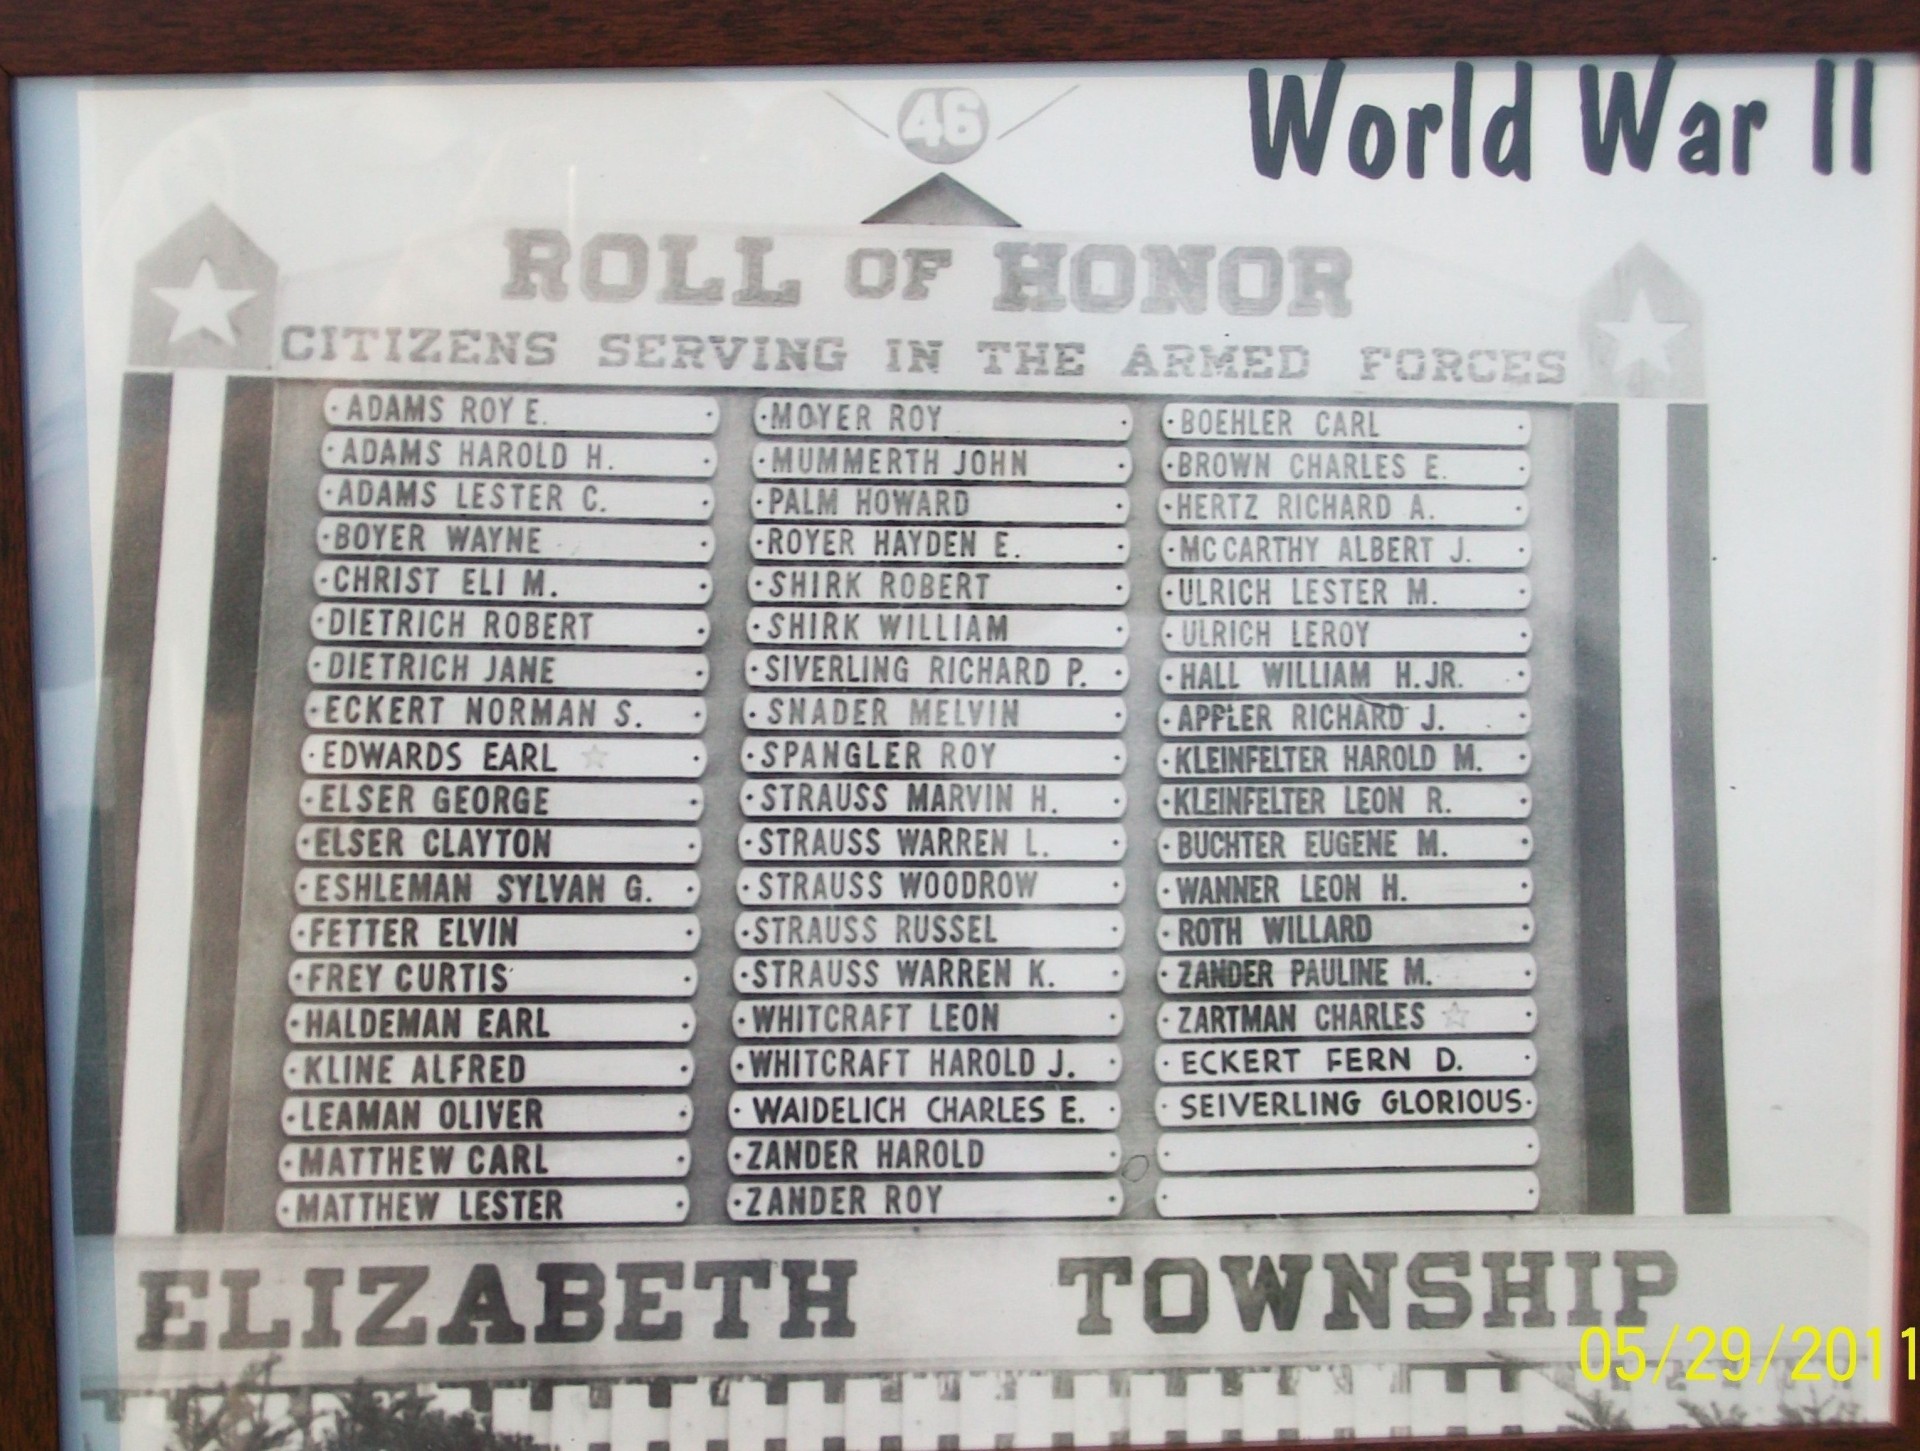 World War II
46
ROLL OF HONOR
CITIZENS SERVING IN THE ARMED FORCES
ADAMS ROY E.
ADAMS HAROLD H.
ADAMS LESTER C.
BOYER WAYNE
CHRIST ELI M.
DIETRICH ROBERT
DIETRICH JANE
ECKERT NORMAN S.
EDWARDS EARL
ELSER GEORGE
ELSER CLAYTON
ESHLEMAN SYLVAN G.
FETTER ELVIN
FREY CURTIS
HALDEMAN EARL
KLINE ALFRED
LEAMAN OLIVER
MATTHEW CARL
MATTHEW LESTER
MOYER ROY
MUMMERTH JOHN
PALM HOWARD
ROYER HAYDEN E.
SHIRK ROBERT
SHIRK WILLIAM
SIVERLING RICHARD P.
SNADER MELVIN
SPANGLER ROY
STRAUSS MARVIN H.
STRAUSS WARREN L.
STRAUSS WOODROW
STRAUSS RUSSEL
STRAUSS WARREN K.
WHITCRAFT LEON
WHITCRAFT HAROLD J.
WAIDELICH CHARLES E.
ZANDER HAROLD
ZANDER ROY
BOEHLER CARL
BROWN CHARLES E.
HERTZ RICHARD A.
MCCARTHY ALBERT J.
ULRICH LESTER M.
ULRICH LEROY
HALL WILLIAM H. JR.
APPLER RICHARD J.
KLEINFELTER HAROLD M.
KLEINFELTER LEON R.
BUCHTER EUGENE M.
WANNER LEON H.
ROTH WILLARD
ZANDER PAULINE M.
ZARTMAN CHARLES
ECKERT FERN D.
SEIVERLING GLORIOUS
ELIZABETH TOWNSHIP
05/29/2011